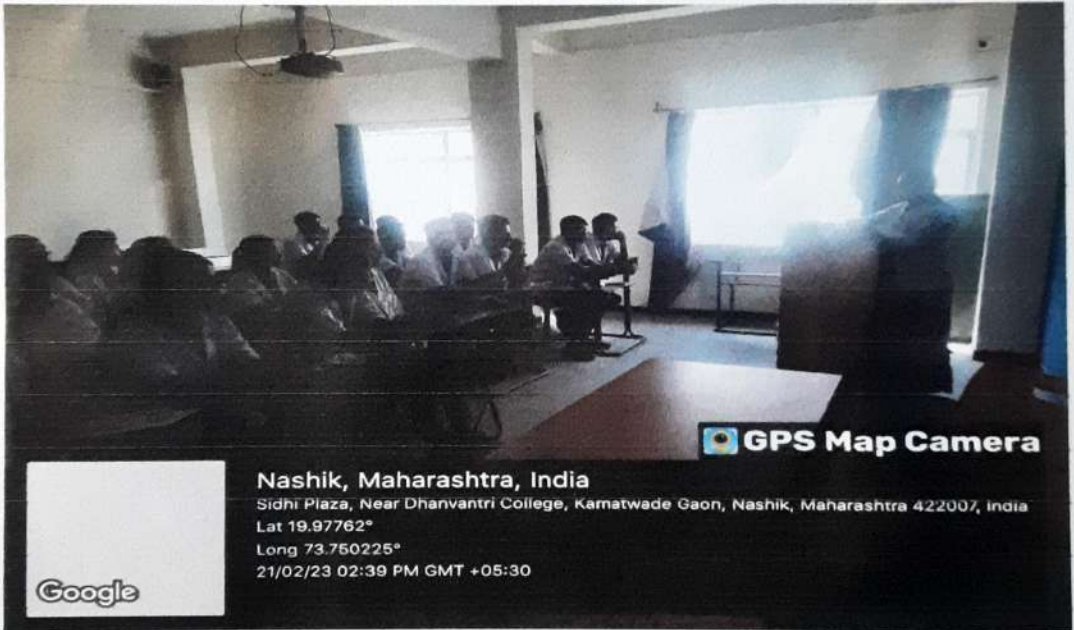 GPS Map Camera
Nashik, Maharashtra, India
Sidhi Plaza, Near Dhanvantri College, Kamatwade Gaon, Nashik, Maharashtra 422007, India
Lat 19.97762°
Long 73.750225°
21/02/23 02:39 PM GMT +05:30
Google